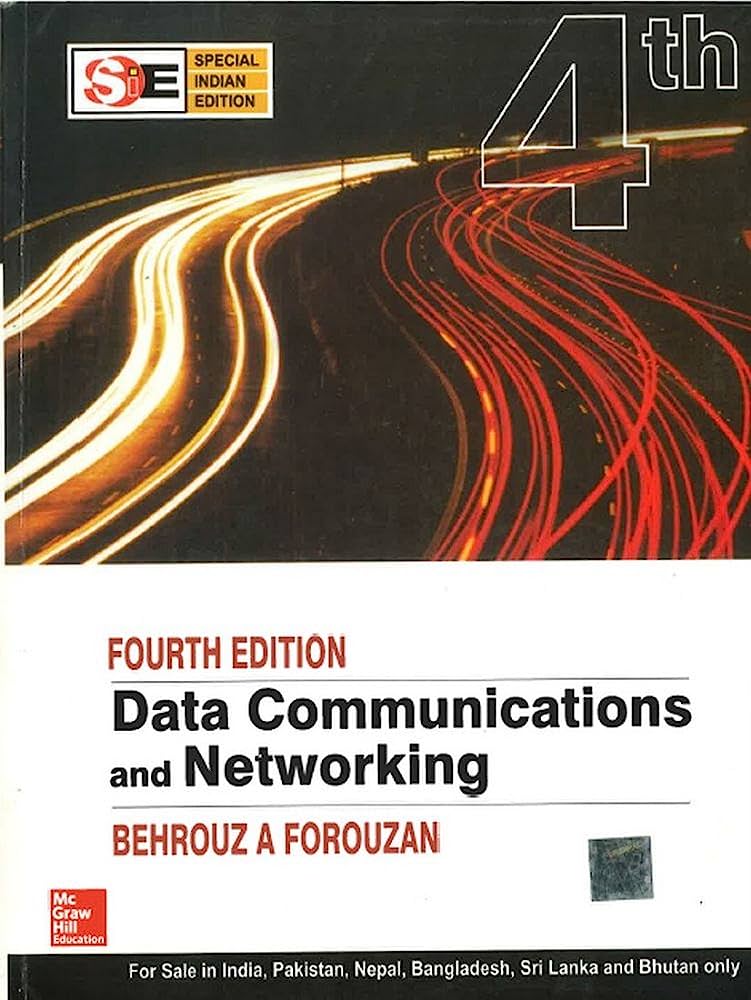 SiE
SPECIAL
INDIAN
EDITION
4th
FOURTH EDITION
Data Communications
and Networking
BEHROUZ A FOROUZAN
Mc
Graw
Hill
Education
For Sale in India, Pakistan, Nepal, Bangladesh, Sri Lanka and Bhutan only